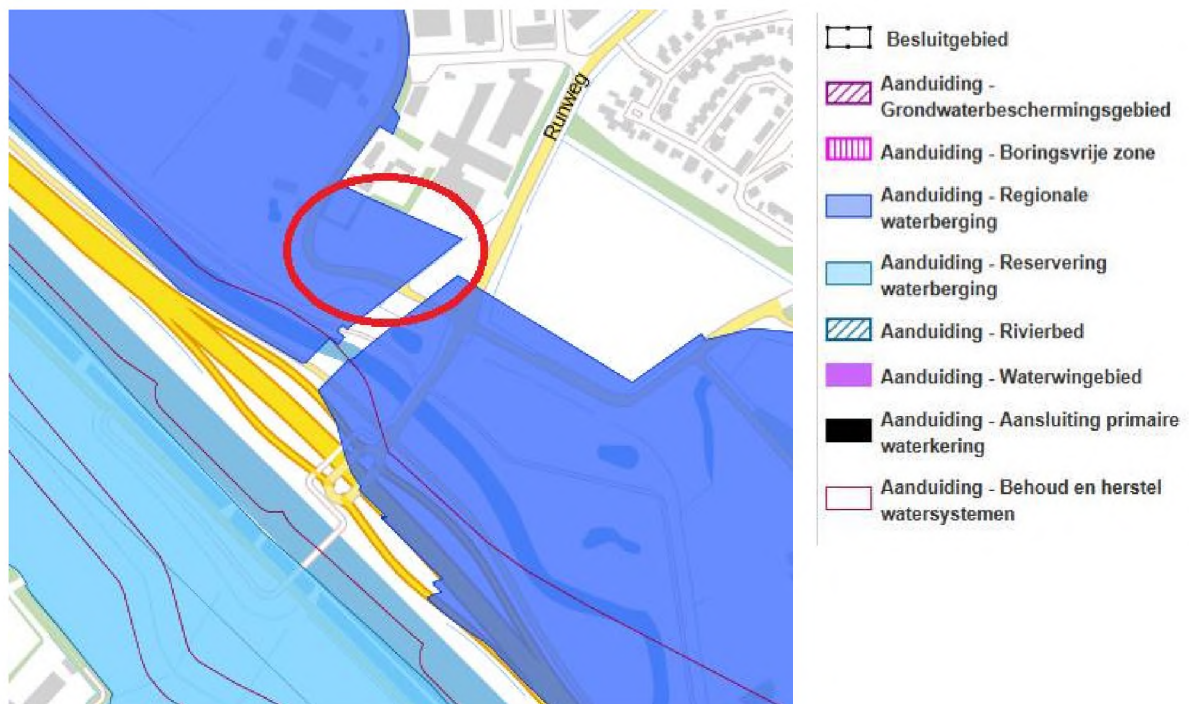 Runweg
Besluitgebied
Aanduiding -
Grondwaterbeschermingsgebied
Aanduiding - Boringsvrije zone
Aanduiding - Regionale
waterberging
Aanduiding - Reservering
waterberging
Aanduiding - Rivierbed
Aanduiding - Waterwingebied
Aanduiding - Aansluiting primaire
waterkering
Aanduiding - Behoud en herstel
watersystemen